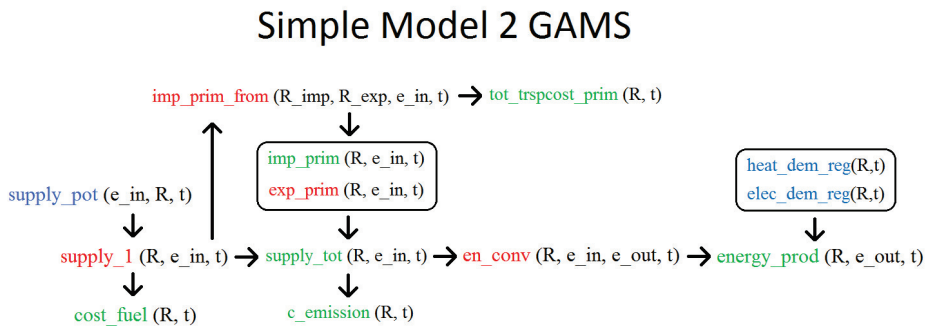 Simple Model 2 GAMS
imp_prim_from (R_imp, R_exp, e_in, t)
tot_trspcost_prim (R, t)
imp_prim (R, e_in, t)
exp_prim (R, e_in, t)
heat_dem_reg(R,t)
elec_dem_reg(R,t)
supply_pot (e_in, R, t)
supply_1 (R, e_in, t)
supply_tot (R, e_in, t)
en_conv (R, e_in, e_out, t)
energy_prod (R, e_out, t)
cost_fuel (R, t)
c_emission (R, t)